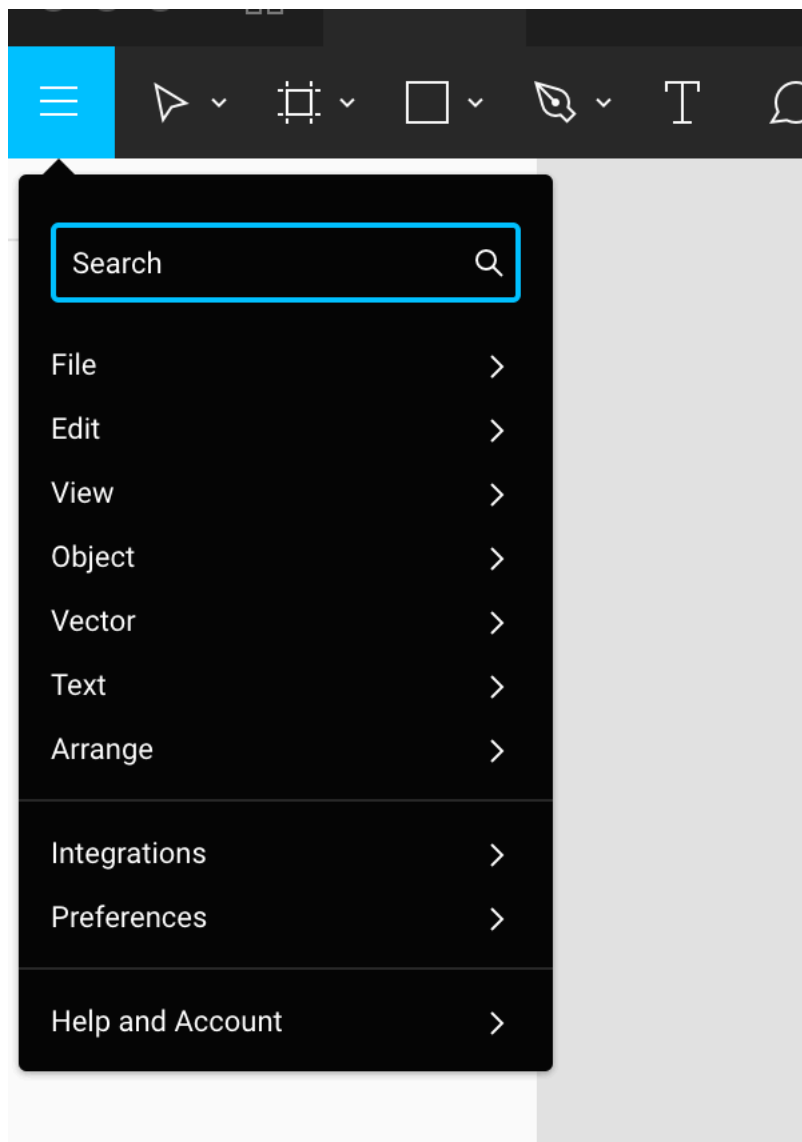 T
Search
File
Edit
View
Object
Vector
Text
Arrange
Integrations
Preferences
Help and Account